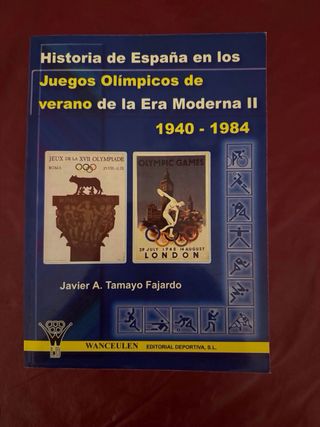 Historia de España en los
Juegos Olímpicos de
verano de la Era Moderna II
1940 - 1984
JEUX DE LA XVII OLYMPIADE
ROMA
OLYMPIC GAMES
29 JULY 1948 14 AUGUST
LONDON
Javier A. Tamayo Fajardo
WANCEULEN EDITORIAL DEPORTIVA, S.L.